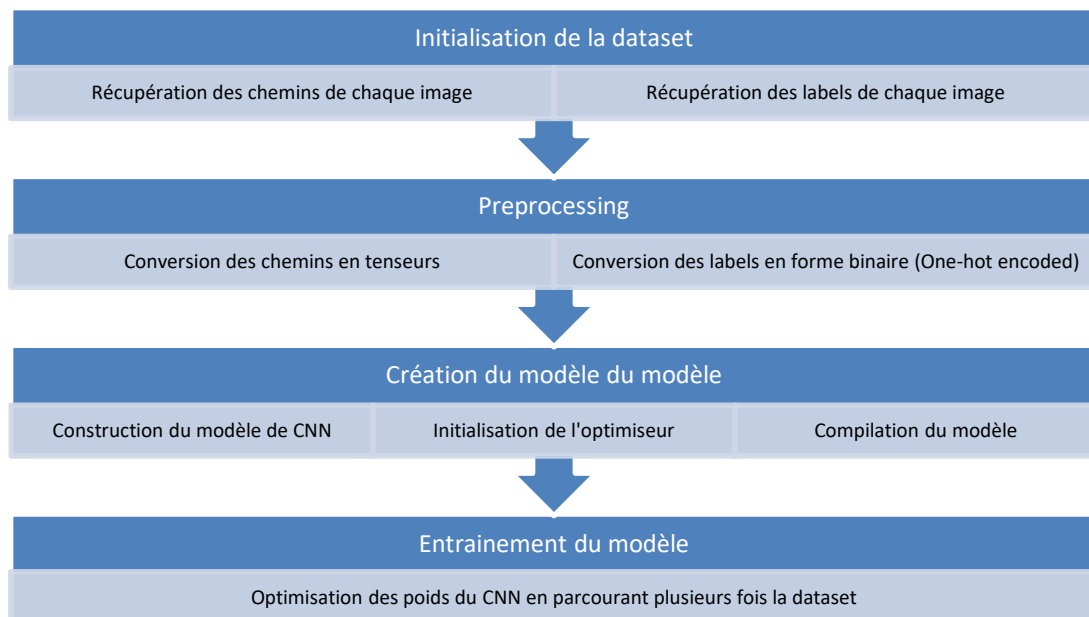 Initialisation de la dataset
Récupération des chemins de chaque image
Récupération des labels de chaque image
Preprocessing
Conversion des chemins en tenseurs
Conversion des labels en forme binaire (One-hot encoded)
Création du modèle du modèle
Construction du modèle de CNN
Initialisation de l'optimiseur
Compilation du modèle
Entrainement du modèle
Optimisation des poids du CNN en parcourant plusieurs fois la dataset